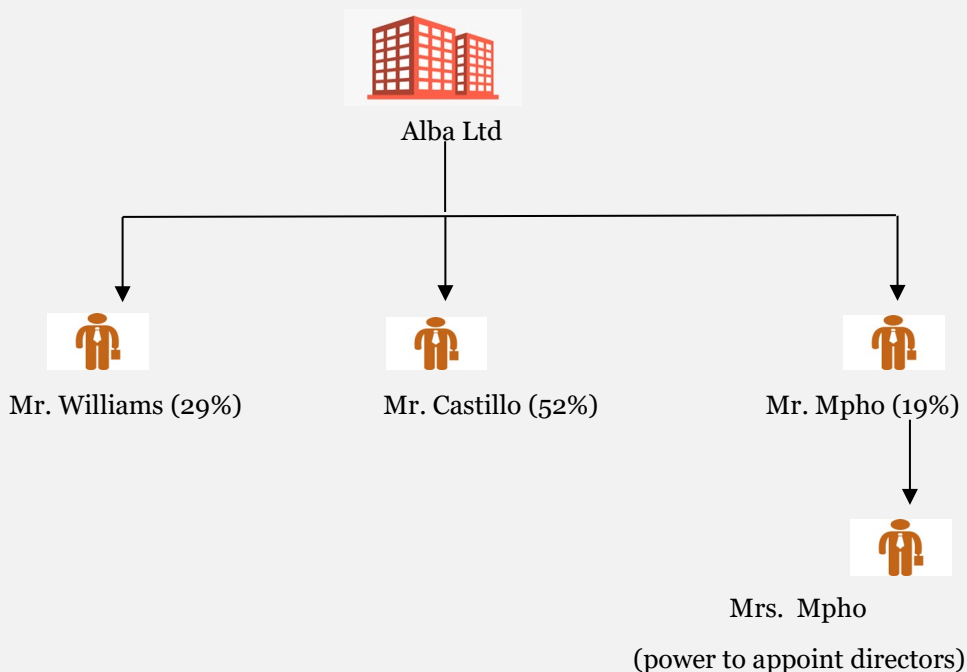 Alba Ltd
Mr. Williams (29%)
Mr. Castillo (52%)
Mr. Mpho (19%)
Mrs. Mpho
(power to appoint directors)